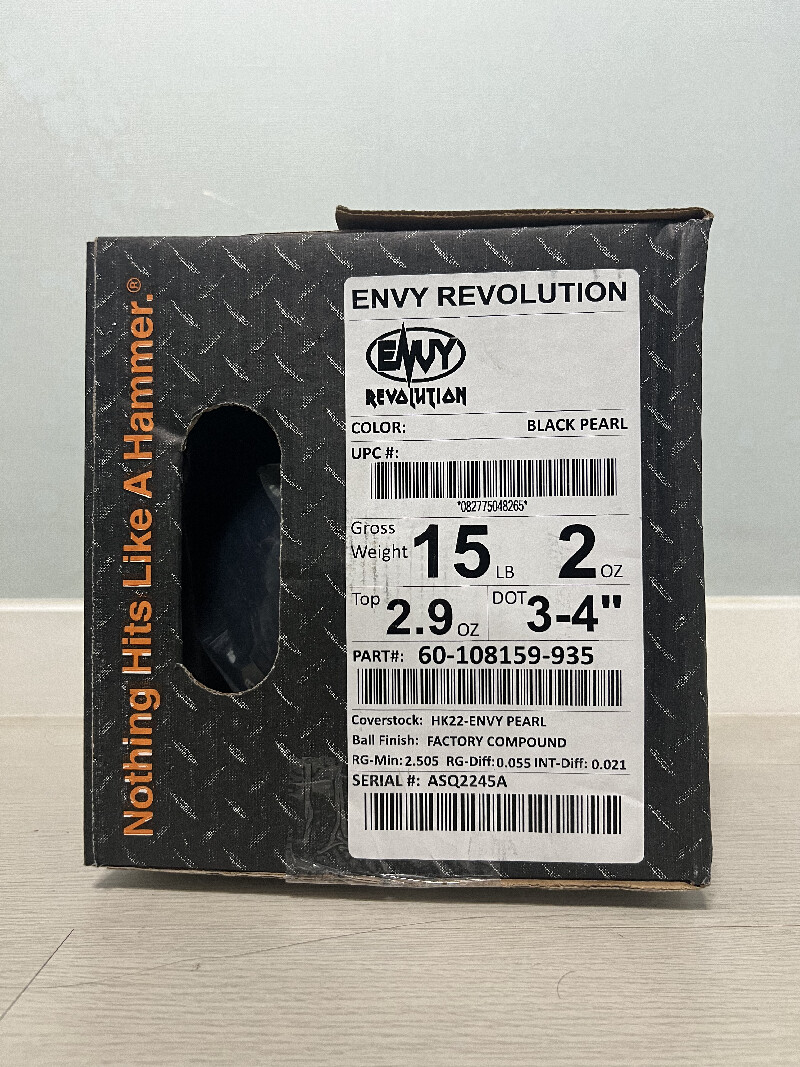 Nothing Hits Like A Hammer.®
ENVY REVOLUTION
ENVY
REVOLUTION
COLOR: BLACK PEARL
UPC #:
*082775048265*
Gross Weight 15 LB 2 OZ
Top 2.9 OZ DOT 3-4"
PART#: 60-108159-935
Coverstock: HK22-ENVY PEARL
Ball Finish: FACTORY COMPOUND
RG-Min: 2.505 RG-Diff: 0.055 INT-Diff: 0.021
SERIAL #: ASQ2245A